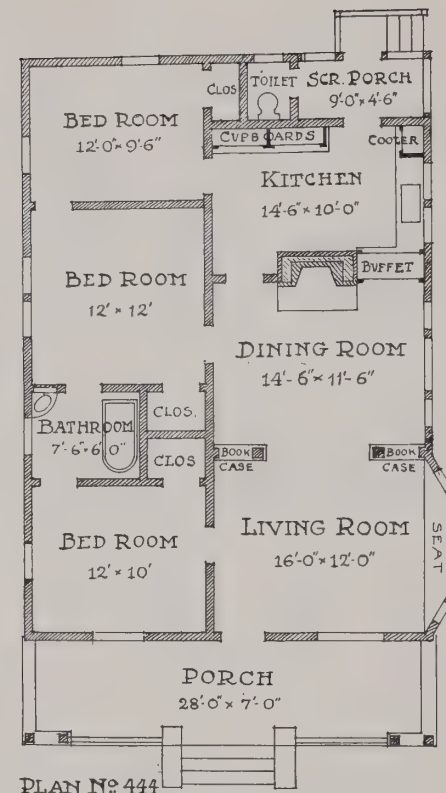 CLOS
TOILET
SCR. PORCH
9'-0" × 4'-6"
BED ROOM
12'-0" × 9'-6"
CUPBOARDS
COOLER
KITCHEN
14'-6" × 10'-0"
BED ROOM
12' × 12'
BUFFET
DINING ROOM
14'-6" × 11'-6"
CLOS.
BATHROOM
7'-6" × 6'-0"
CLOS
BOOK
CASE
BOOK
CASE
BED ROOM
12' × 10'
LIVING ROOM
16'-0" × 12'-0"
SEAT
PORCH
28'-0" × 7'-0"
PLAN Nº 444